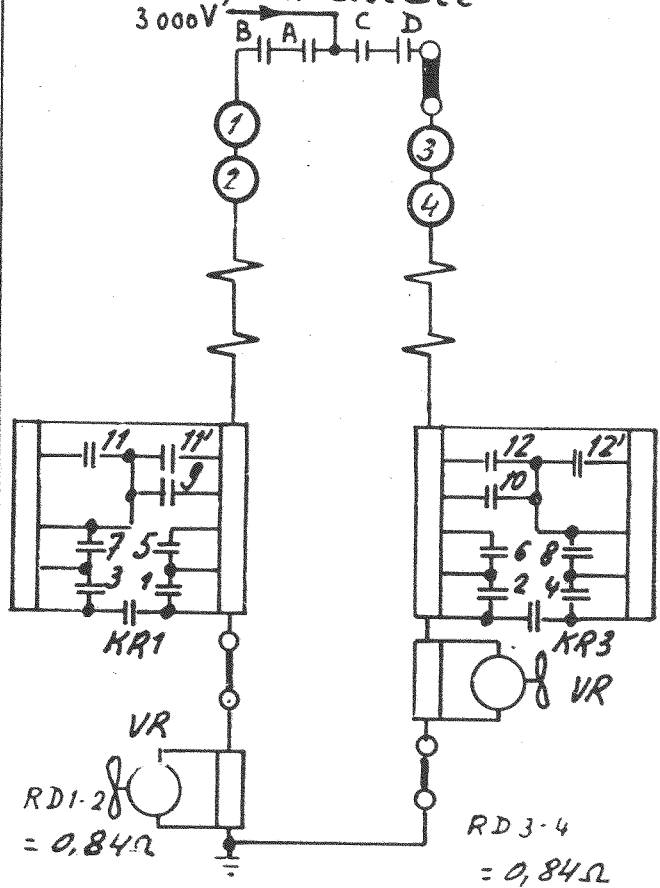 3000V
B A C D
1
2
3
4
11 11'
9
7 5
3 1
KR1
12 12'
10
6 8
2 4
KR3
VR
VR
RD1-2
= 0,84Ω
RD3-4
= 0,84Ω